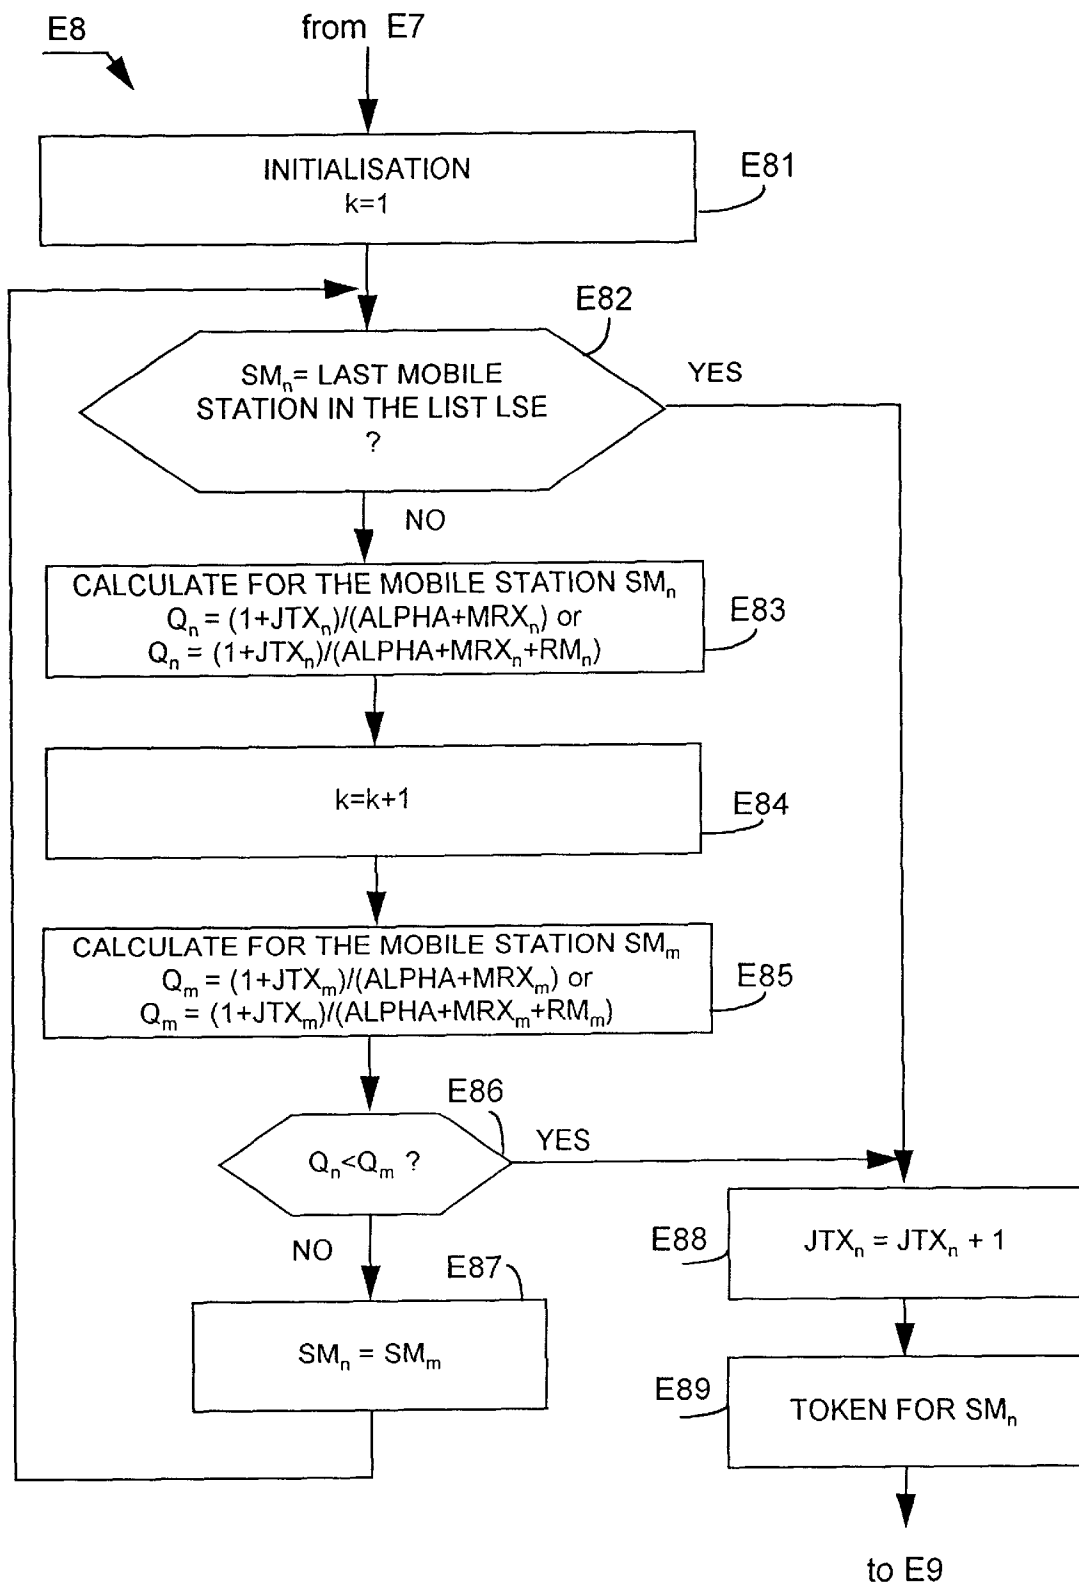 E8
from E7
INITIALISATION
k=1
E81
E82
SMₙ= LAST MOBILE
STATION IN THE LIST LSE
?
YES
NO
CALCULATE FOR THE MOBILE STATION SMₙ
Qₙ = (1+JTXₙ)/(ALPHA+MRXₙ) or
Qₙ = (1+JTXₙ)/(ALPHA+MRXₙ+RMₙ)
E83
k=k+1
E84
CALCULATE FOR THE MOBILE STATION SMₘ
Qₘ = (1+JTXₘ)/(ALPHA+MRXₘ) or
Qₘ = (1+JTXₘ)/(ALPHA+MRXₘ+RMₘ)
E85
E86
Qₙ<Qₘ ?
YES
NO
E87
SMₙ = SMₘ
E88
JTXₙ = JTXₙ + 1
E89
TOKEN FOR SMₙ
to E9